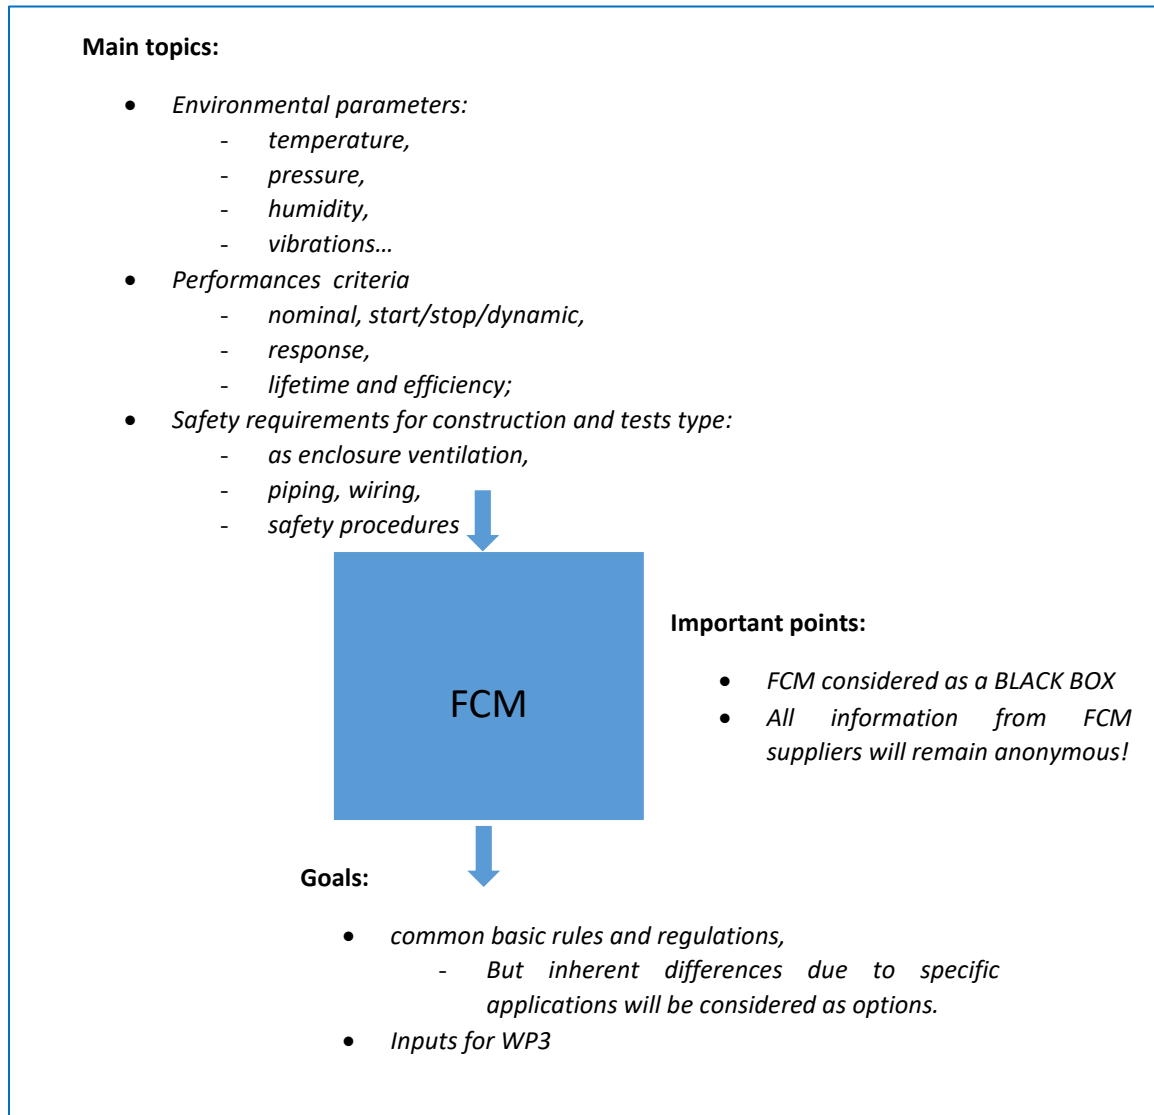 Main topics:
• Environmental parameters:
- temperature,
- pressure,
- humidity,
- vibrations…
• Performances  criteria
- nominal, start/stop/dynamic,
- response,
- lifetime and efficiency;
• Safety requirements for construction and tests type:
- as enclosure ventilation,
- piping, wiring,
- safety procedures
FCM
Important points:
• FCM considered as a BLACK BOX
• All information from FCM
suppliers will remain anonymous!
Goals:
• common basic rules and regulations,
- But inherent differences due to specific
applications will be considered as options.
• Inputs for WP3